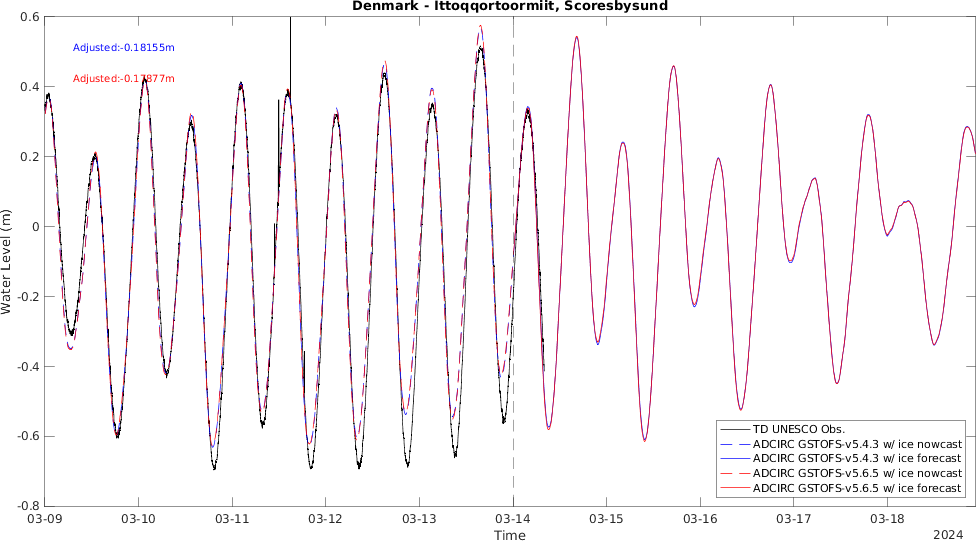 Denmark - Ittoqqortoormiit, Scoresbysund
0.6
0.4
0.2
0
-0.2
-0.4
-0.6
-0.8
Water Level (m)
Adjusted:-0.18155m
Adjusted:-0.17877m
TD UNESCO Obs.
ADCIRC GSTOFS-v5.4.3 w/ ice nowcast
ADCIRC GSTOFS-v5.4.3 w/ ice forecast
ADCIRC GSTOFS-v5.6.5 w/ ice nowcast
ADCIRC GSTOFS-v5.6.5 w/ ice forecast
03-09 03-10 03-11 03-12 03-13 03-14 03-15 03-16 03-17 03-18
Time
2024